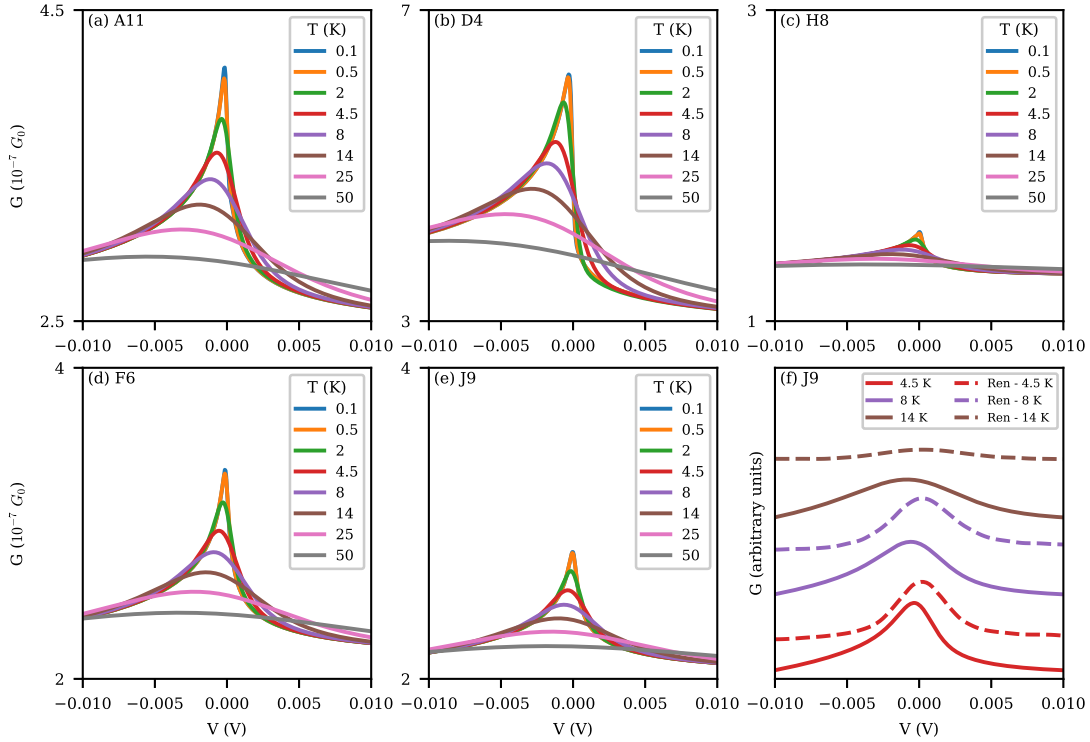 (a) A11
T (K)
0.1
0.5
2
4.5
8
14
25
50
4.5
2.5
G (10⁻⁷ G₀)
−0.010 −0.005 0.000 0.005 0.010
(b) D4
T (K)
0.1
0.5
2
4.5
8
14
25
50
7
3
−0.010 −0.005 0.000 0.005 0.010
(c) H8
T (K)
0.1
0.5
2
4.5
8
14
25
50
3
1
−0.010 −0.005 0.000 0.005 0.010
(d) F6
T (K)
0.1
0.5
2
4.5
8
14
25
50
4
2
G (10⁻⁷ G₀)
−0.010 −0.005 0.000 0.005 0.010
V (V)
(e) J9
T (K)
0.1
0.5
2
4.5
8
14
25
50
4
2
−0.010 −0.005 0.000 0.005 0.010
V (V)
(f) J9
4.5 K Ren - 4.5 K
8 K Ren - 8 K
14 K Ren - 14 K
G (arbitrary units)
−0.010 −0.005 0.000 0.005 0.010
V (V)